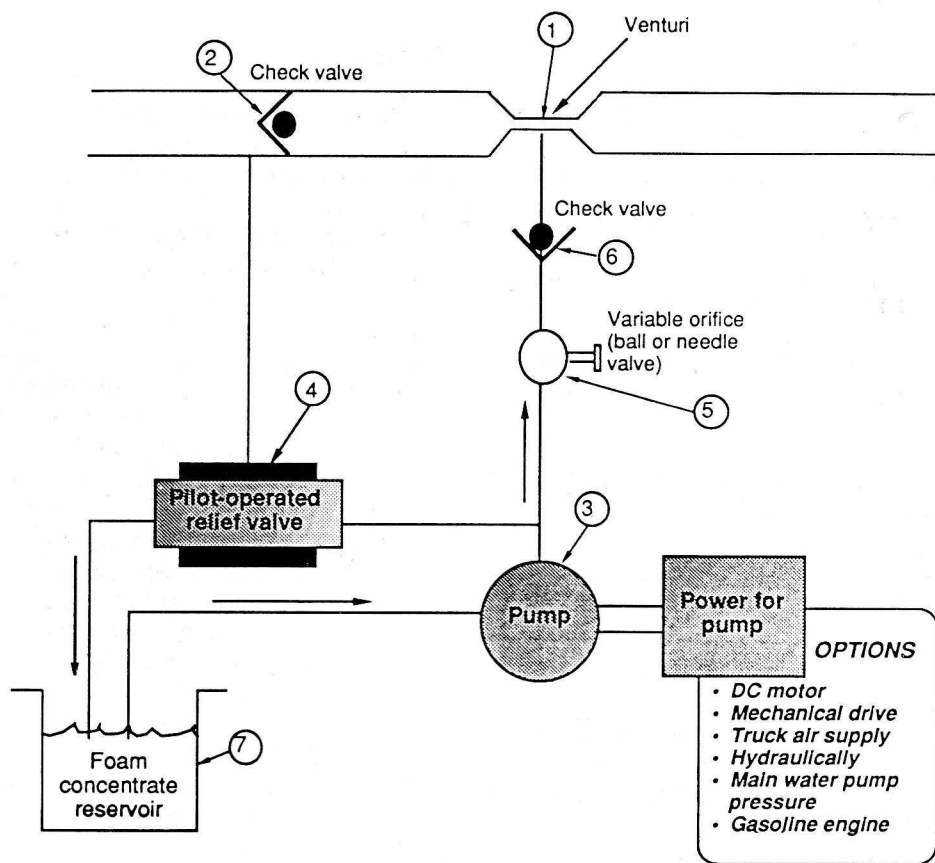 1
Venturi
2
Check valve
Check valve
6
Variable orifice
(ball or needle
valve)
5
4
Pilot-operated
relief valve
3
Pump
Power for
pump
OPTIONS
• DC motor
• Mechanical drive
• Truck air supply
• Hydraulically
• Main water pump
pressure
• Gasoline engine
Foam
concentrate
reservoir
7